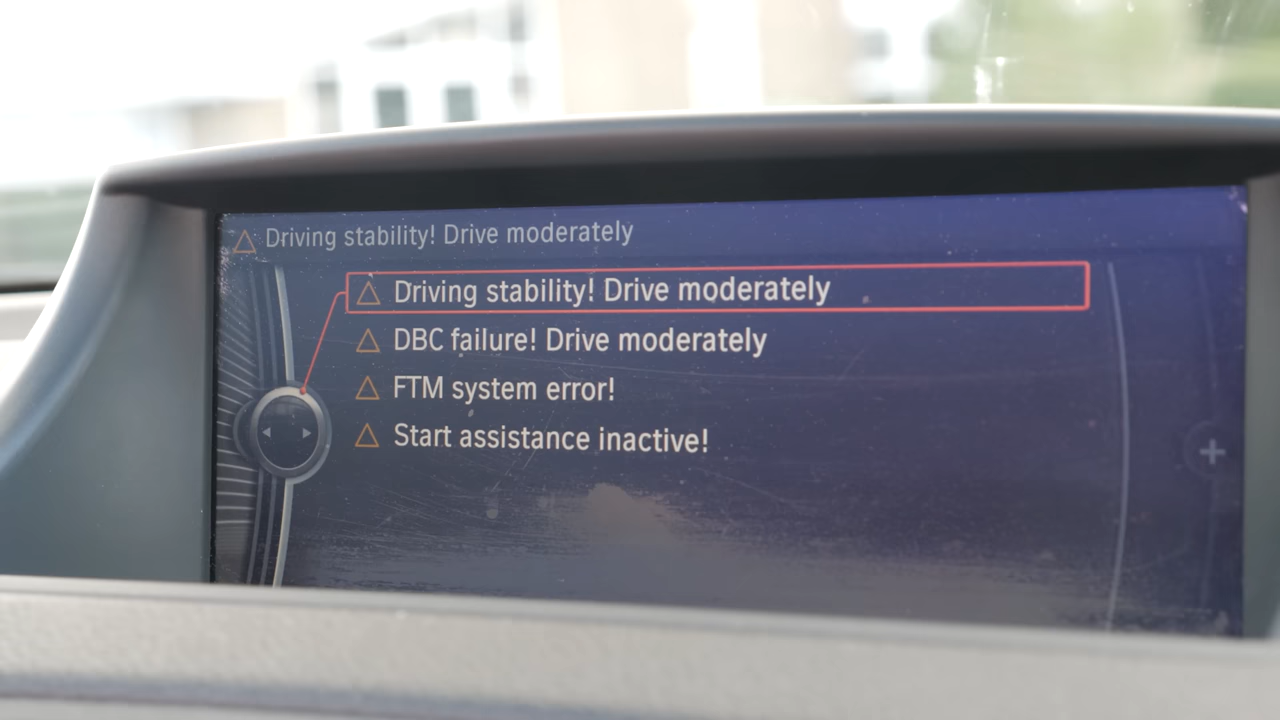 Driving stability! Drive moderately
Driving stability! Drive moderately
DBC failure! Drive moderately
FTM system error!
Start assistance inactive!